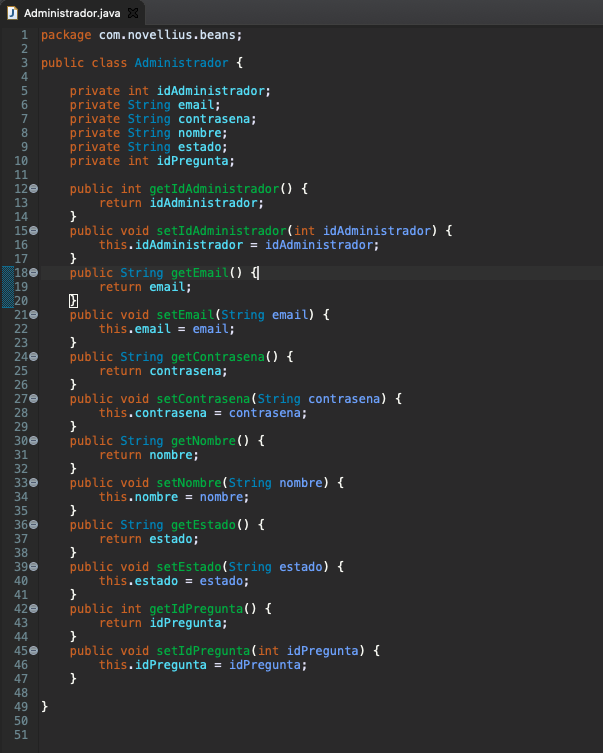 Administrador.java
1 package com.novellius.beans;
2
3 public class Administrador {
4
5     private int idAdministrador;
6     private String email;
7     private String contrasena;
8     private String nombre;
9     private String estado;
10     private int idPregunta;
11
12     public int getIdAdministrador() {
13         return idAdministrador;
14     }
15     public void setIdAdministrador(int idAdministrador) {
16         this.idAdministrador = idAdministrador;
17     }
18     public String getEmail() {
19         return email;
20     }
21     public void setEmail(String email) {
22         this.email = email;
23     }
24     public String getContrasena() {
25         return contrasena;
26     }
27     public void setContrasena(String contrasena) {
28         this.contrasena = contrasena;
29     }
30     public String getNombre() {
31         return nombre;
32     }
33     public void setNombre(String nombre) {
34         this.nombre = nombre;
35     }
36     public String getEstado() {
37         return estado;
38     }
39     public void setEstado(String estado) {
40         this.estado = estado;
41     }
42     public int getIdPregunta() {
43         return idPregunta;
44     }
45     public void setIdPregunta(int idPregunta) {
46         this.idPregunta = idPregunta;
47     }
48
49 }
50
51